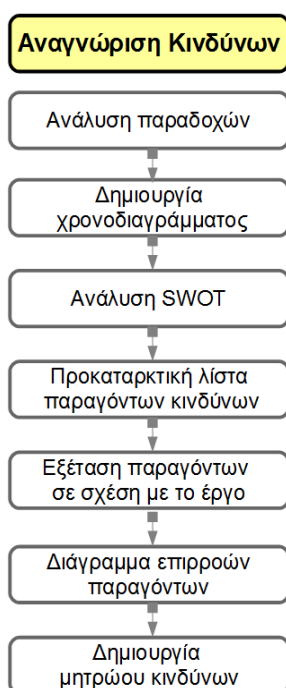 Αναγνώριση Κινδύνων
Ανάλυση παραδοχών
Δημιουργία
χρονοδιαγράμματος
Ανάλυση SWOT
Προκαταρκτική λίστα
παραγόντων κινδύνων
Εξέταση παραγόντων
σε σχέση με το έργο
Διάγραμμα επιρροών
παραγόντων
Δημιουργία
μητρώου κινδύνων